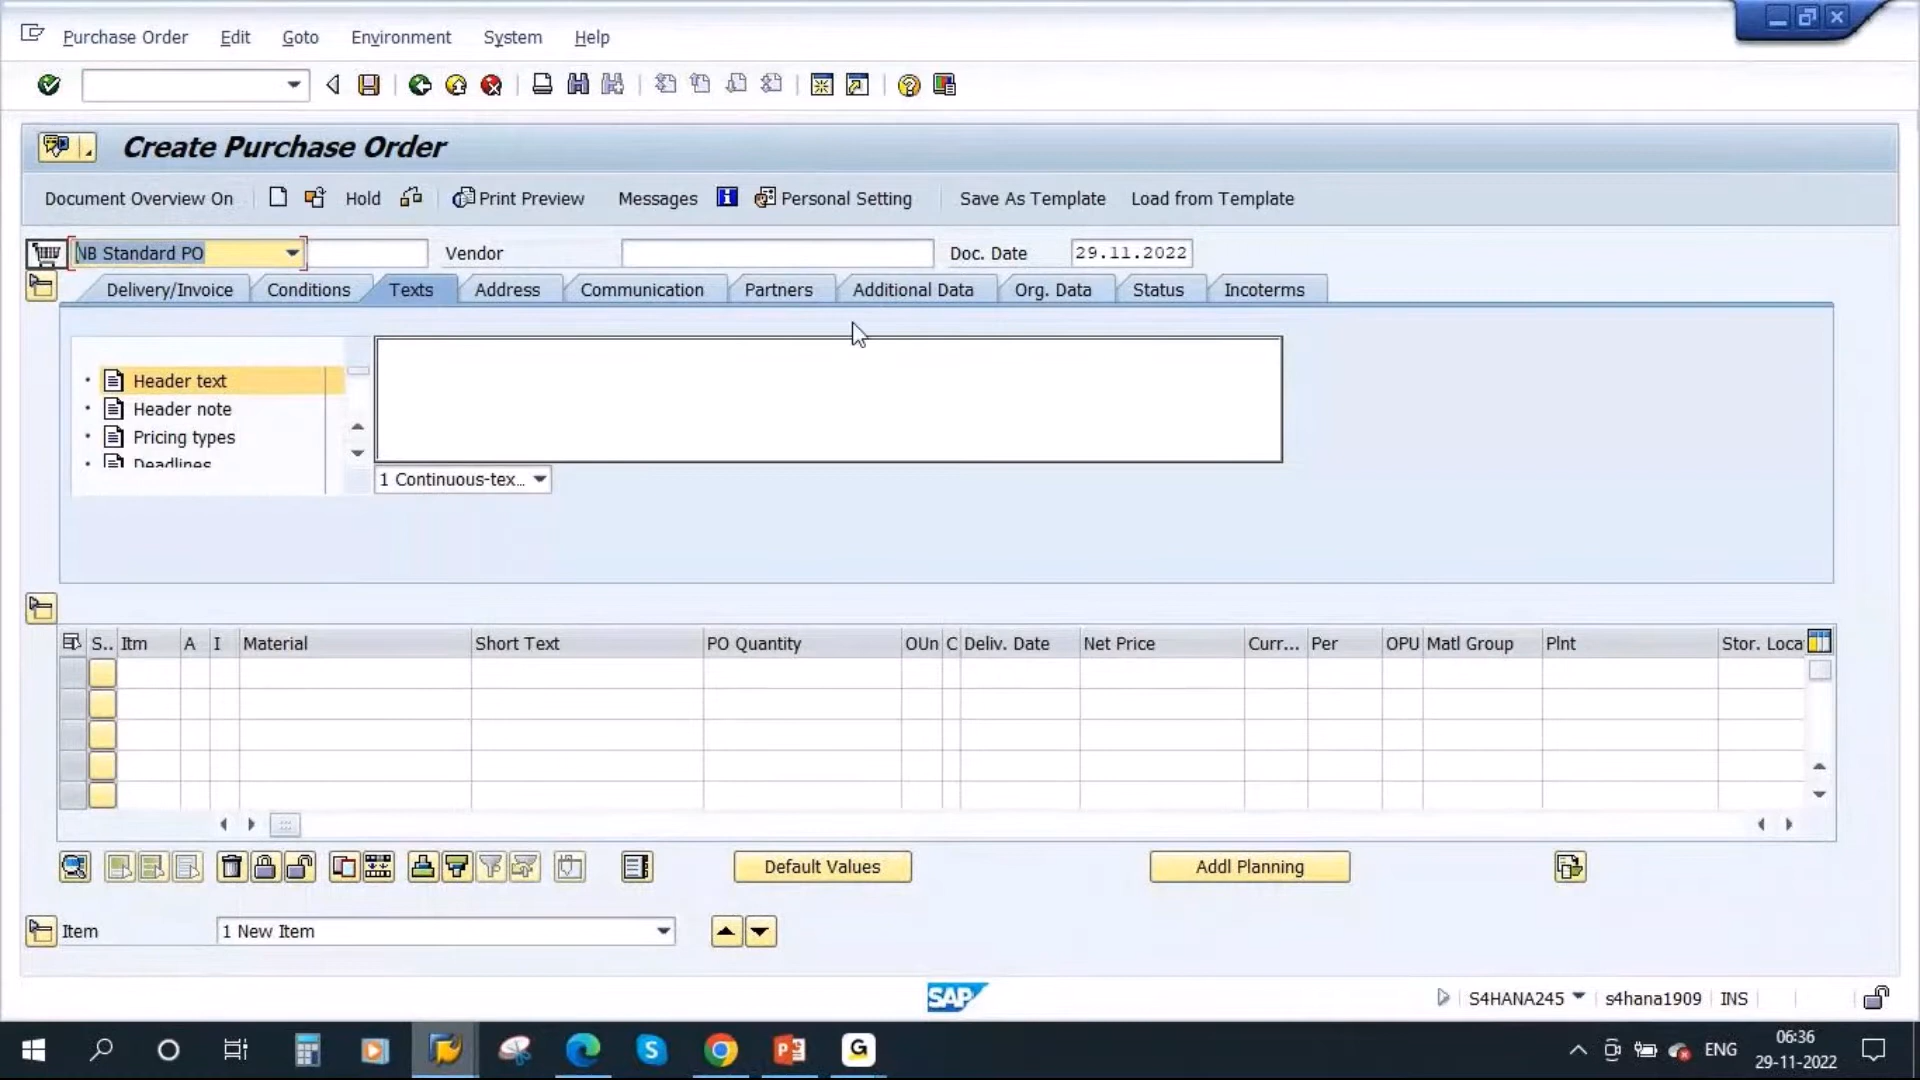 Purchase Order Edit Goto Environment System Help
Create Purchase Order
Document Overview On Hold Print Preview Messages Personal Setting Save As Template Load from Template
NB Standard PO Vendor Doc. Date 29.11.2022
Delivery/Invoice Conditions Texts Address Communication Partners Additional Data Org. Data Status Incoterms
Header text
Header note
Pricing types
Deadlines
1 Continuous-tex...
S.. Itm A I Material Short Text PO Quantity OUn C Deliv. Date Net Price Curr... Per OPU Matl Group Plnt Stor. Loca
Default Values Addl Planning
Item 1 New Item
SAP
S4HANA245 s4hana1909 INS
ENG 06:36
29-11-2022